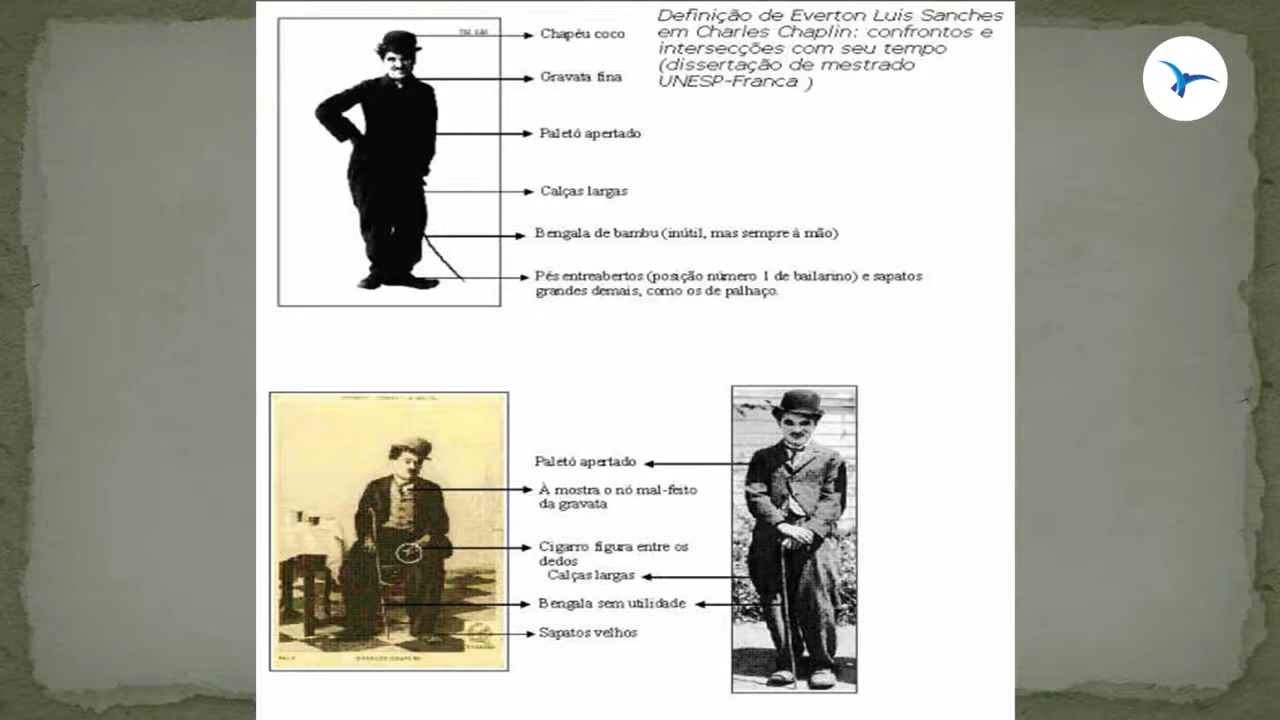 Definição de Everton Luis Sanches
em Charles Chaplin: confrontos e
intersecções com seu tempo
(dissertação de mestrado
UNESP-Franca )
Chapéu coco
Gravata fina
Paletó apertado
Calças largas
Bengala de bambu (inútil, mas sempre à mão)
Pés entreabertos (posição número 1 de bailarino) e sapatos
grandes demais, como os de palhaço.
Paletó apertado
À mostra o nó mal-feito
da gravata
Cigarro figura entre os
dedos
Calças largas
Bengala sem utilidade
Sapatos velhos
CHARLES CHAPLIN